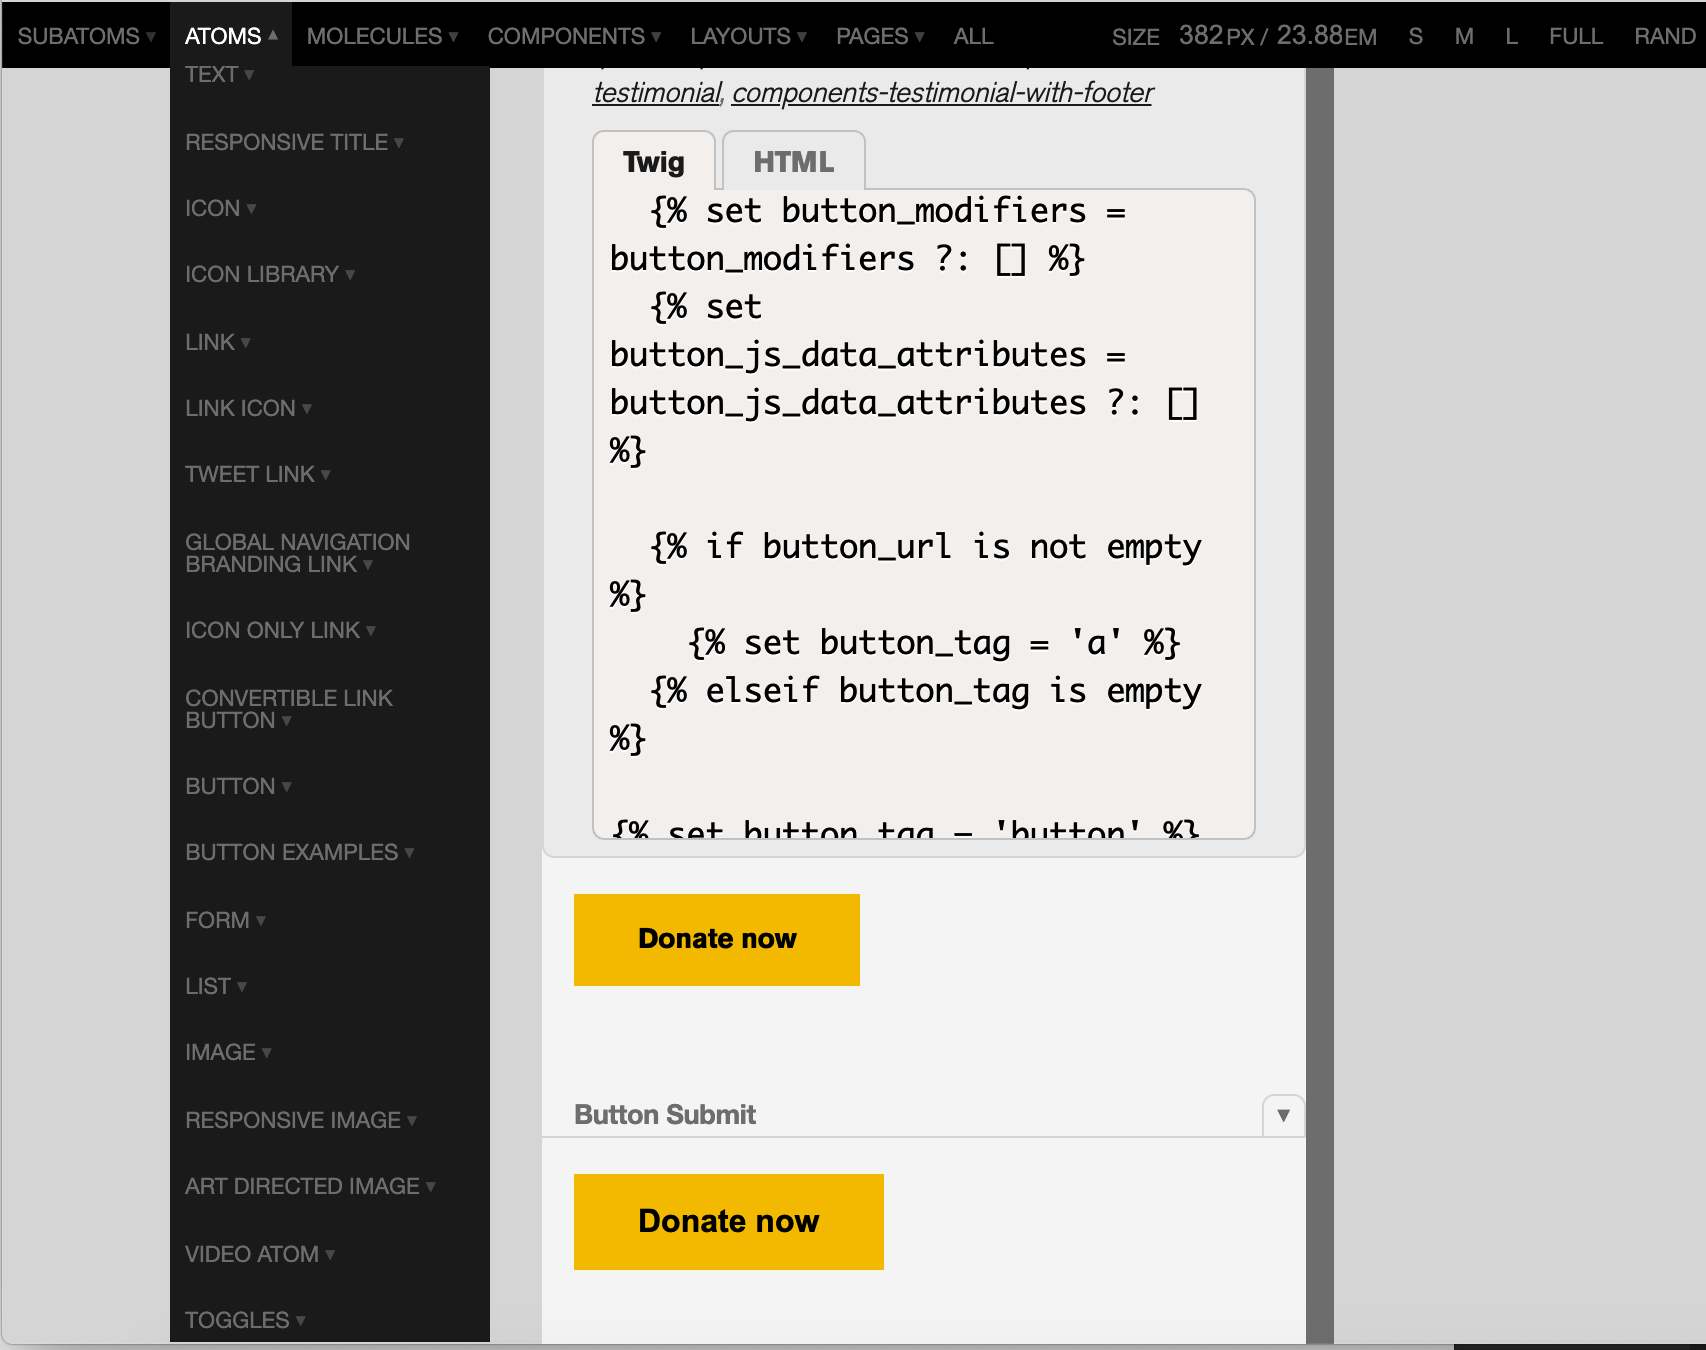 SUBATOMS ▾ ATOMS ▴ MOLECULES ▾ COMPONENTS ▾ LAYOUTS ▾ PAGES ▾ ALL SIZE 382PX / 23.88EM S M L FULL RAND
TEXT ▾
RESPONSIVE TITLE ▾
ICON ▾
ICON LIBRARY ▾
LINK ▾
LINK ICON ▾
TWEET LINK ▾
GLOBAL NAVIGATION
BRANDING LINK ▾
ICON ONLY LINK ▾
CONVERTIBLE LINK
BUTTON ▾
BUTTON ▾
BUTTON EXAMPLES ▾
FORM ▾
LIST ▾
IMAGE ▾
RESPONSIVE IMAGE ▾
ART DIRECTED IMAGE ▾
VIDEO ATOM ▾
TOGGLES ▾
testimonial, components-testimonial-with-footer
Twig HTML
{% set button_modifiers =
button_modifiers ?: [] %}
{% set
button_js_data_attributes =
button_js_data_attributes ?: []
%}
{% if button_url is not empty
%}
{% set button_tag = 'a' %}
{% elseif button_tag is empty
%}
{% set button_tag = 'button' %}
Donate now
Button Submit ▼
Donate now